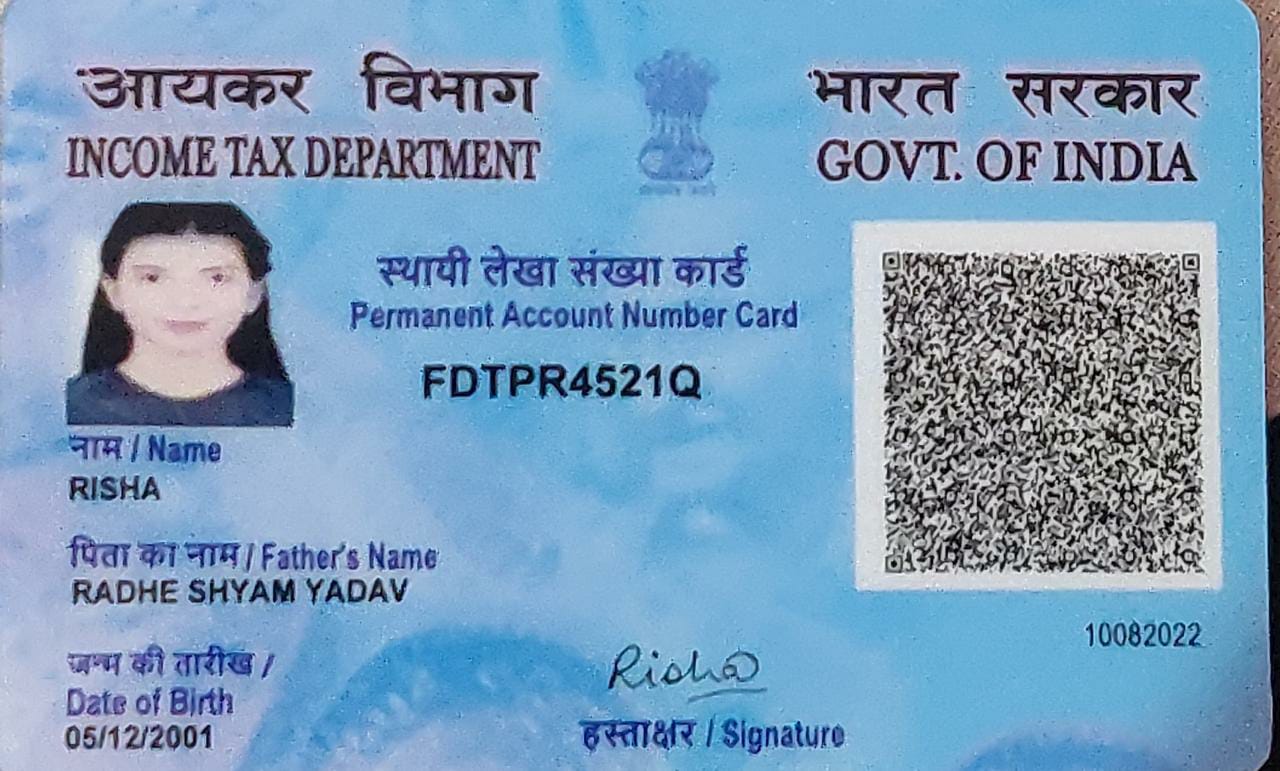 आयकर विभाग
INCOME TAX DEPARTMENT
भारत सरकार
GOVT. OF INDIA
स्थायी लेखा संख्या कार्ड
Permanent Account Number Card
FDTPR4521Q
नाम / Name
RISHA
पिता का नाम / Father's Name
RADHE SHYAM YADAV
जन्म की तारीख /
Date of Birth
05/12/2001
Risha
हस्ताक्षर / Signature
10082022